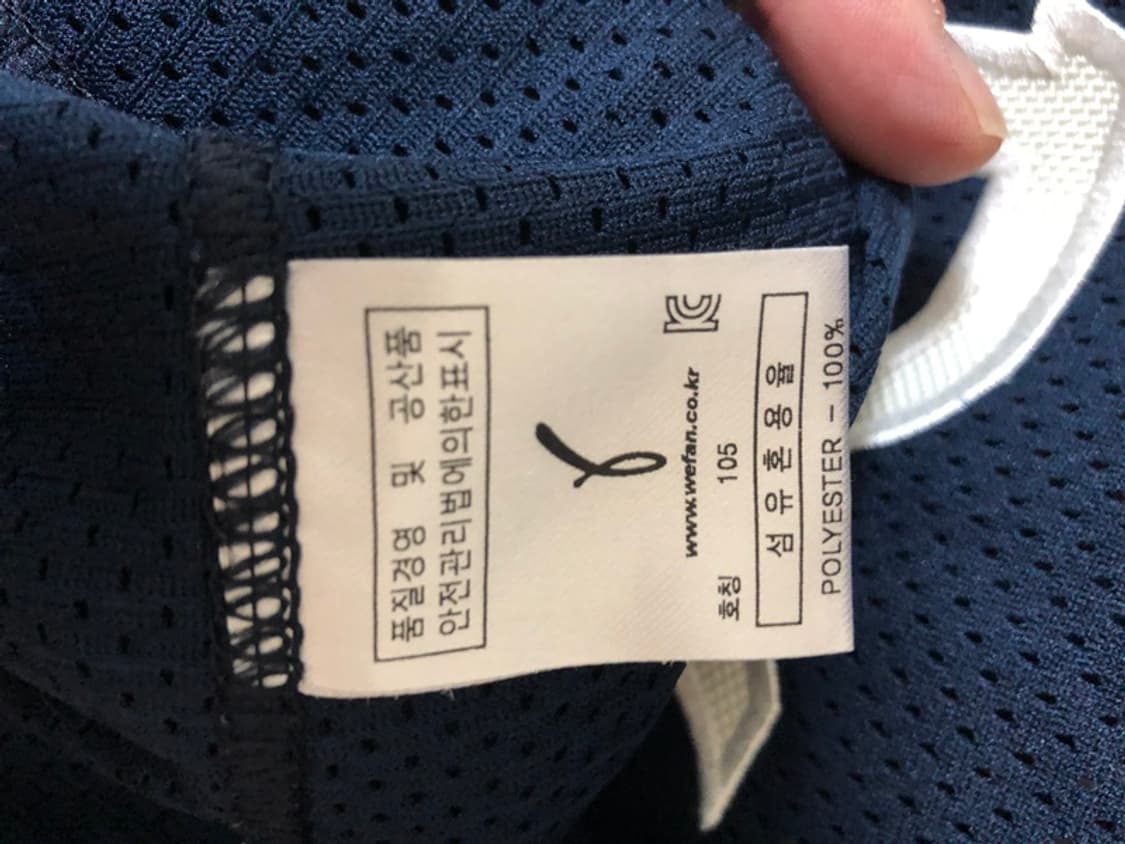 품질경영 및 공산품
안전관리법에의한표시
www.wefan.co.kr
호칭 105
섬유혼용율
POLYESTER - 100%